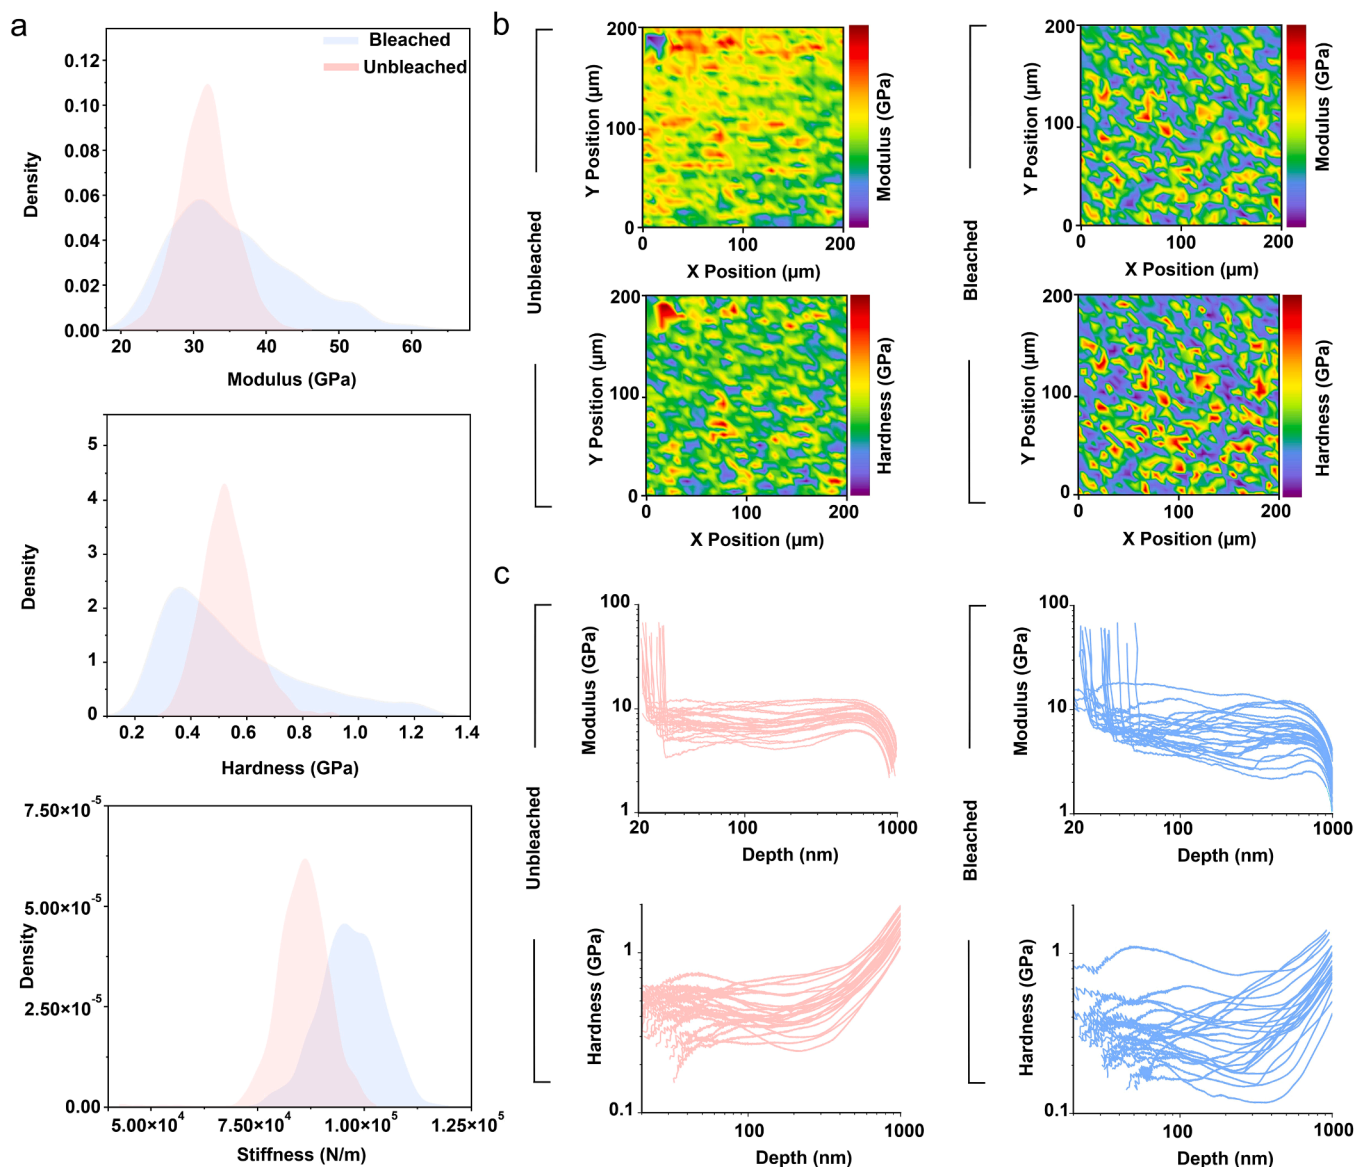 a
Bleached
Unbleached
0.12
0.10
0.08
0.06
0.04
0.02
0.00
Density
20 30 40 50 60
Modulus (GPa)
5
4
3
2
1
0
Density
0.2 0.4 0.6 0.8 1.0 1.2 1.4
Hardness (GPa)
7.50×10⁻⁵
5.00×10⁻⁵
2.50×10⁻⁵
0.00
Density
5.00×10⁴ 7.50×10⁴ 1.00×10⁵ 1.25×10⁵
Stiffness (N/m)
b
Unbleached
200
100
0
Y Position (µm)
0 100 200
X Position (µm)
Modulus (GPa)
200
100
0
Y Position (µm)
0 100 200
X Position (µm)
Hardness (GPa)
Bleached
200
100
0
Y Position (µm)
0 100 200
X Position (µm)
Modulus (GPa)
200
100
0
Y Position (µm)
0 100 200
X Position (µm)
Hardness (GPa)
c
Unbleached
100
10
1
Modulus (GPa)
20 100 1000
Depth (nm)
1
0.1
Hardness (GPa)
100 1000
Depth (nm)
Bleached
100
10
1
Modulus (GPa)
20 100 1000
Depth (nm)
1
0.1
Hardness (GPa)
100 1000
Depth (nm)